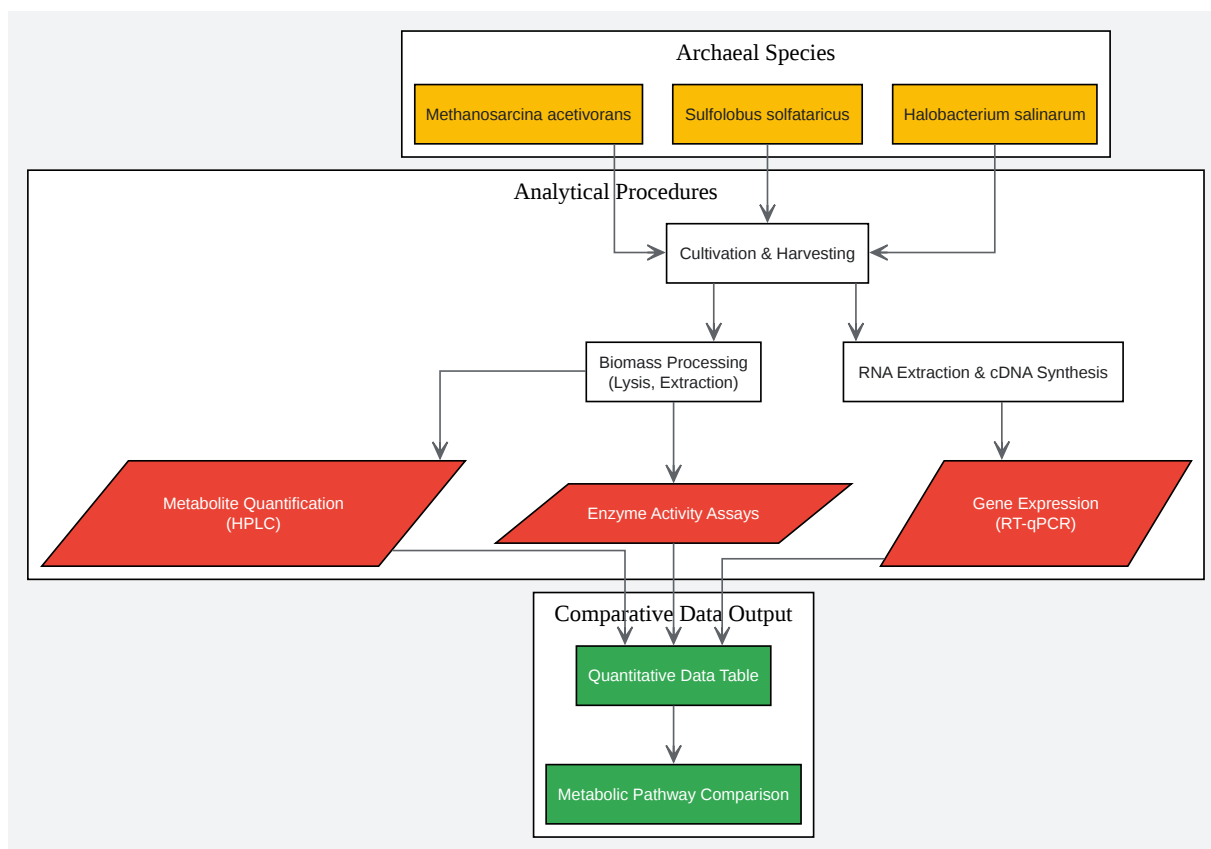 Archaeal Species
Methanosarcina acetivorans
Sulfolobus solfataricus
Halobacterium salinarum
Analytical Procedures
Cultivation & Harvesting
Biomass Processing
(Lysis, Extraction)
RNA Extraction & cDNA Synthesis
Metabolite Quantification
(HPLC)
Enzyme Activity Assays
Gene Expression
(RT-qPCR)
Comparative Data Output
Quantitative Data Table
Metabolic Pathway Comparison